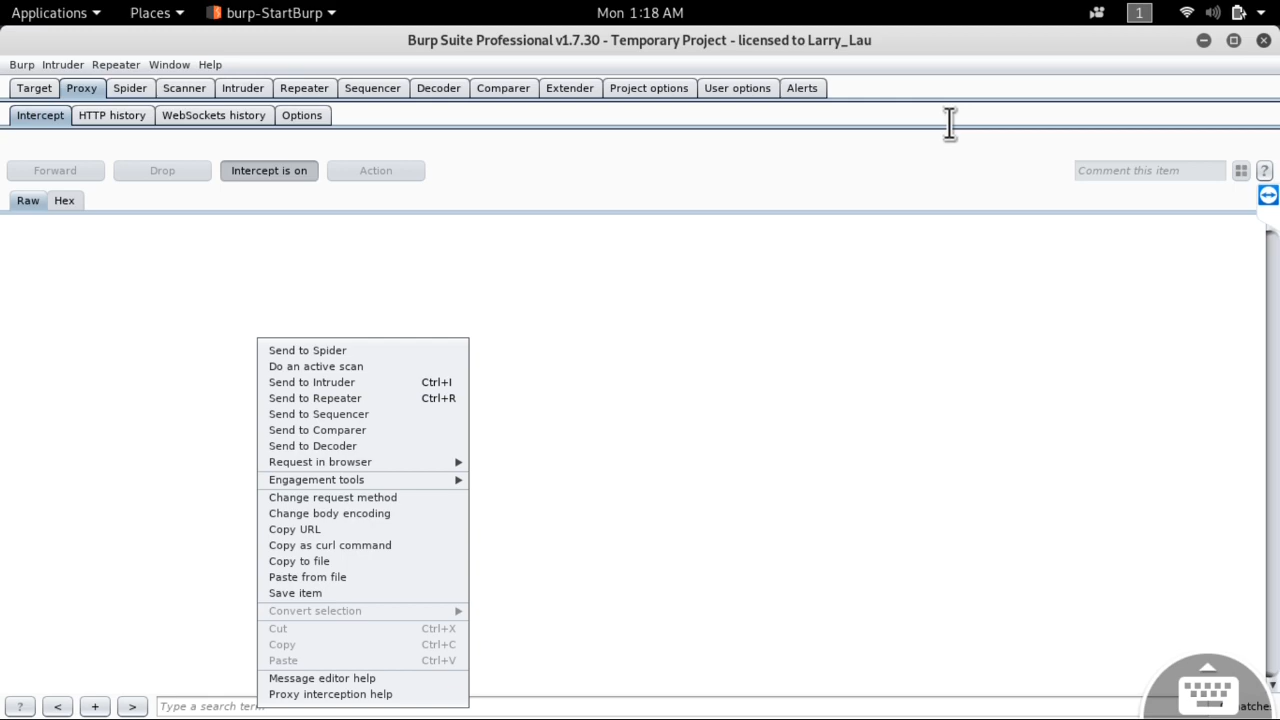 Applications Places burp-StartBurp Mon 1:18 AM 1
Burp Suite Professional v1.7.30 - Temporary Project - licensed to Larry_Lau
Burp Intruder Repeater Window Help
Target Proxy Spider Scanner Intruder Repeater Sequencer Decoder Comparer Extender Project options User options Alerts
Intercept HTTP history WebSockets history Options
Forward Drop Intercept is on Action Comment this item ?
Raw Hex
Send to Spider
Do an active scan
Send to Intruder Ctrl+I
Send to Repeater Ctrl+R
Send to Sequencer
Send to Comparer
Send to Decoder
Request in browser
Engagement tools
Change request method
Change body encoding
Copy URL
Copy as curl command
Copy to file
Paste from file
Save item
Convert selection
Cut Ctrl+X
Copy Ctrl+C
Paste Ctrl+V
Message editor help
Proxy interception help
? < + > Type a search